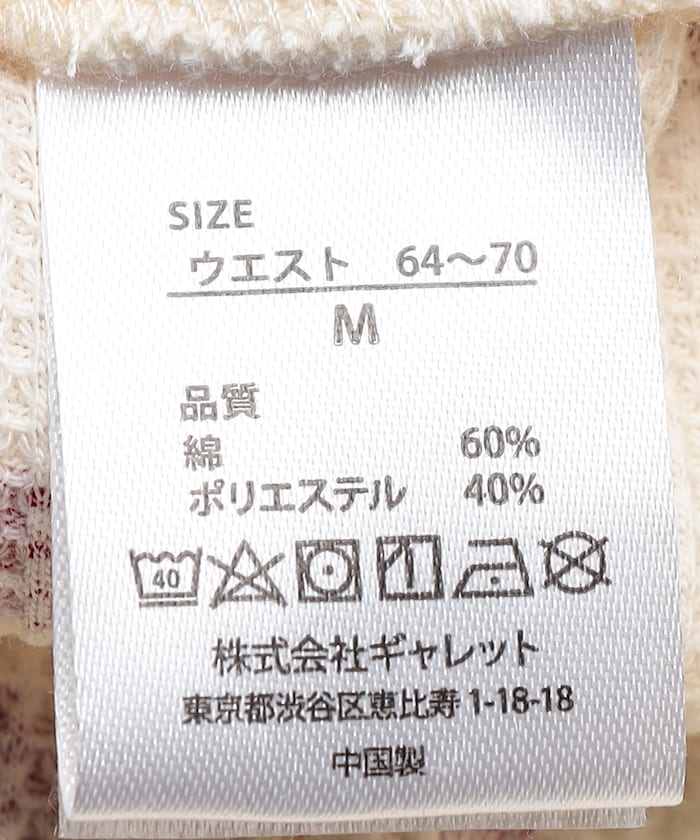 SIZE
ウエスト 64～70
M
品質
綿 60%
ポリエステル 40%
40
株式会社ギャレット
東京都渋谷区恵比寿1-18-18
中国製